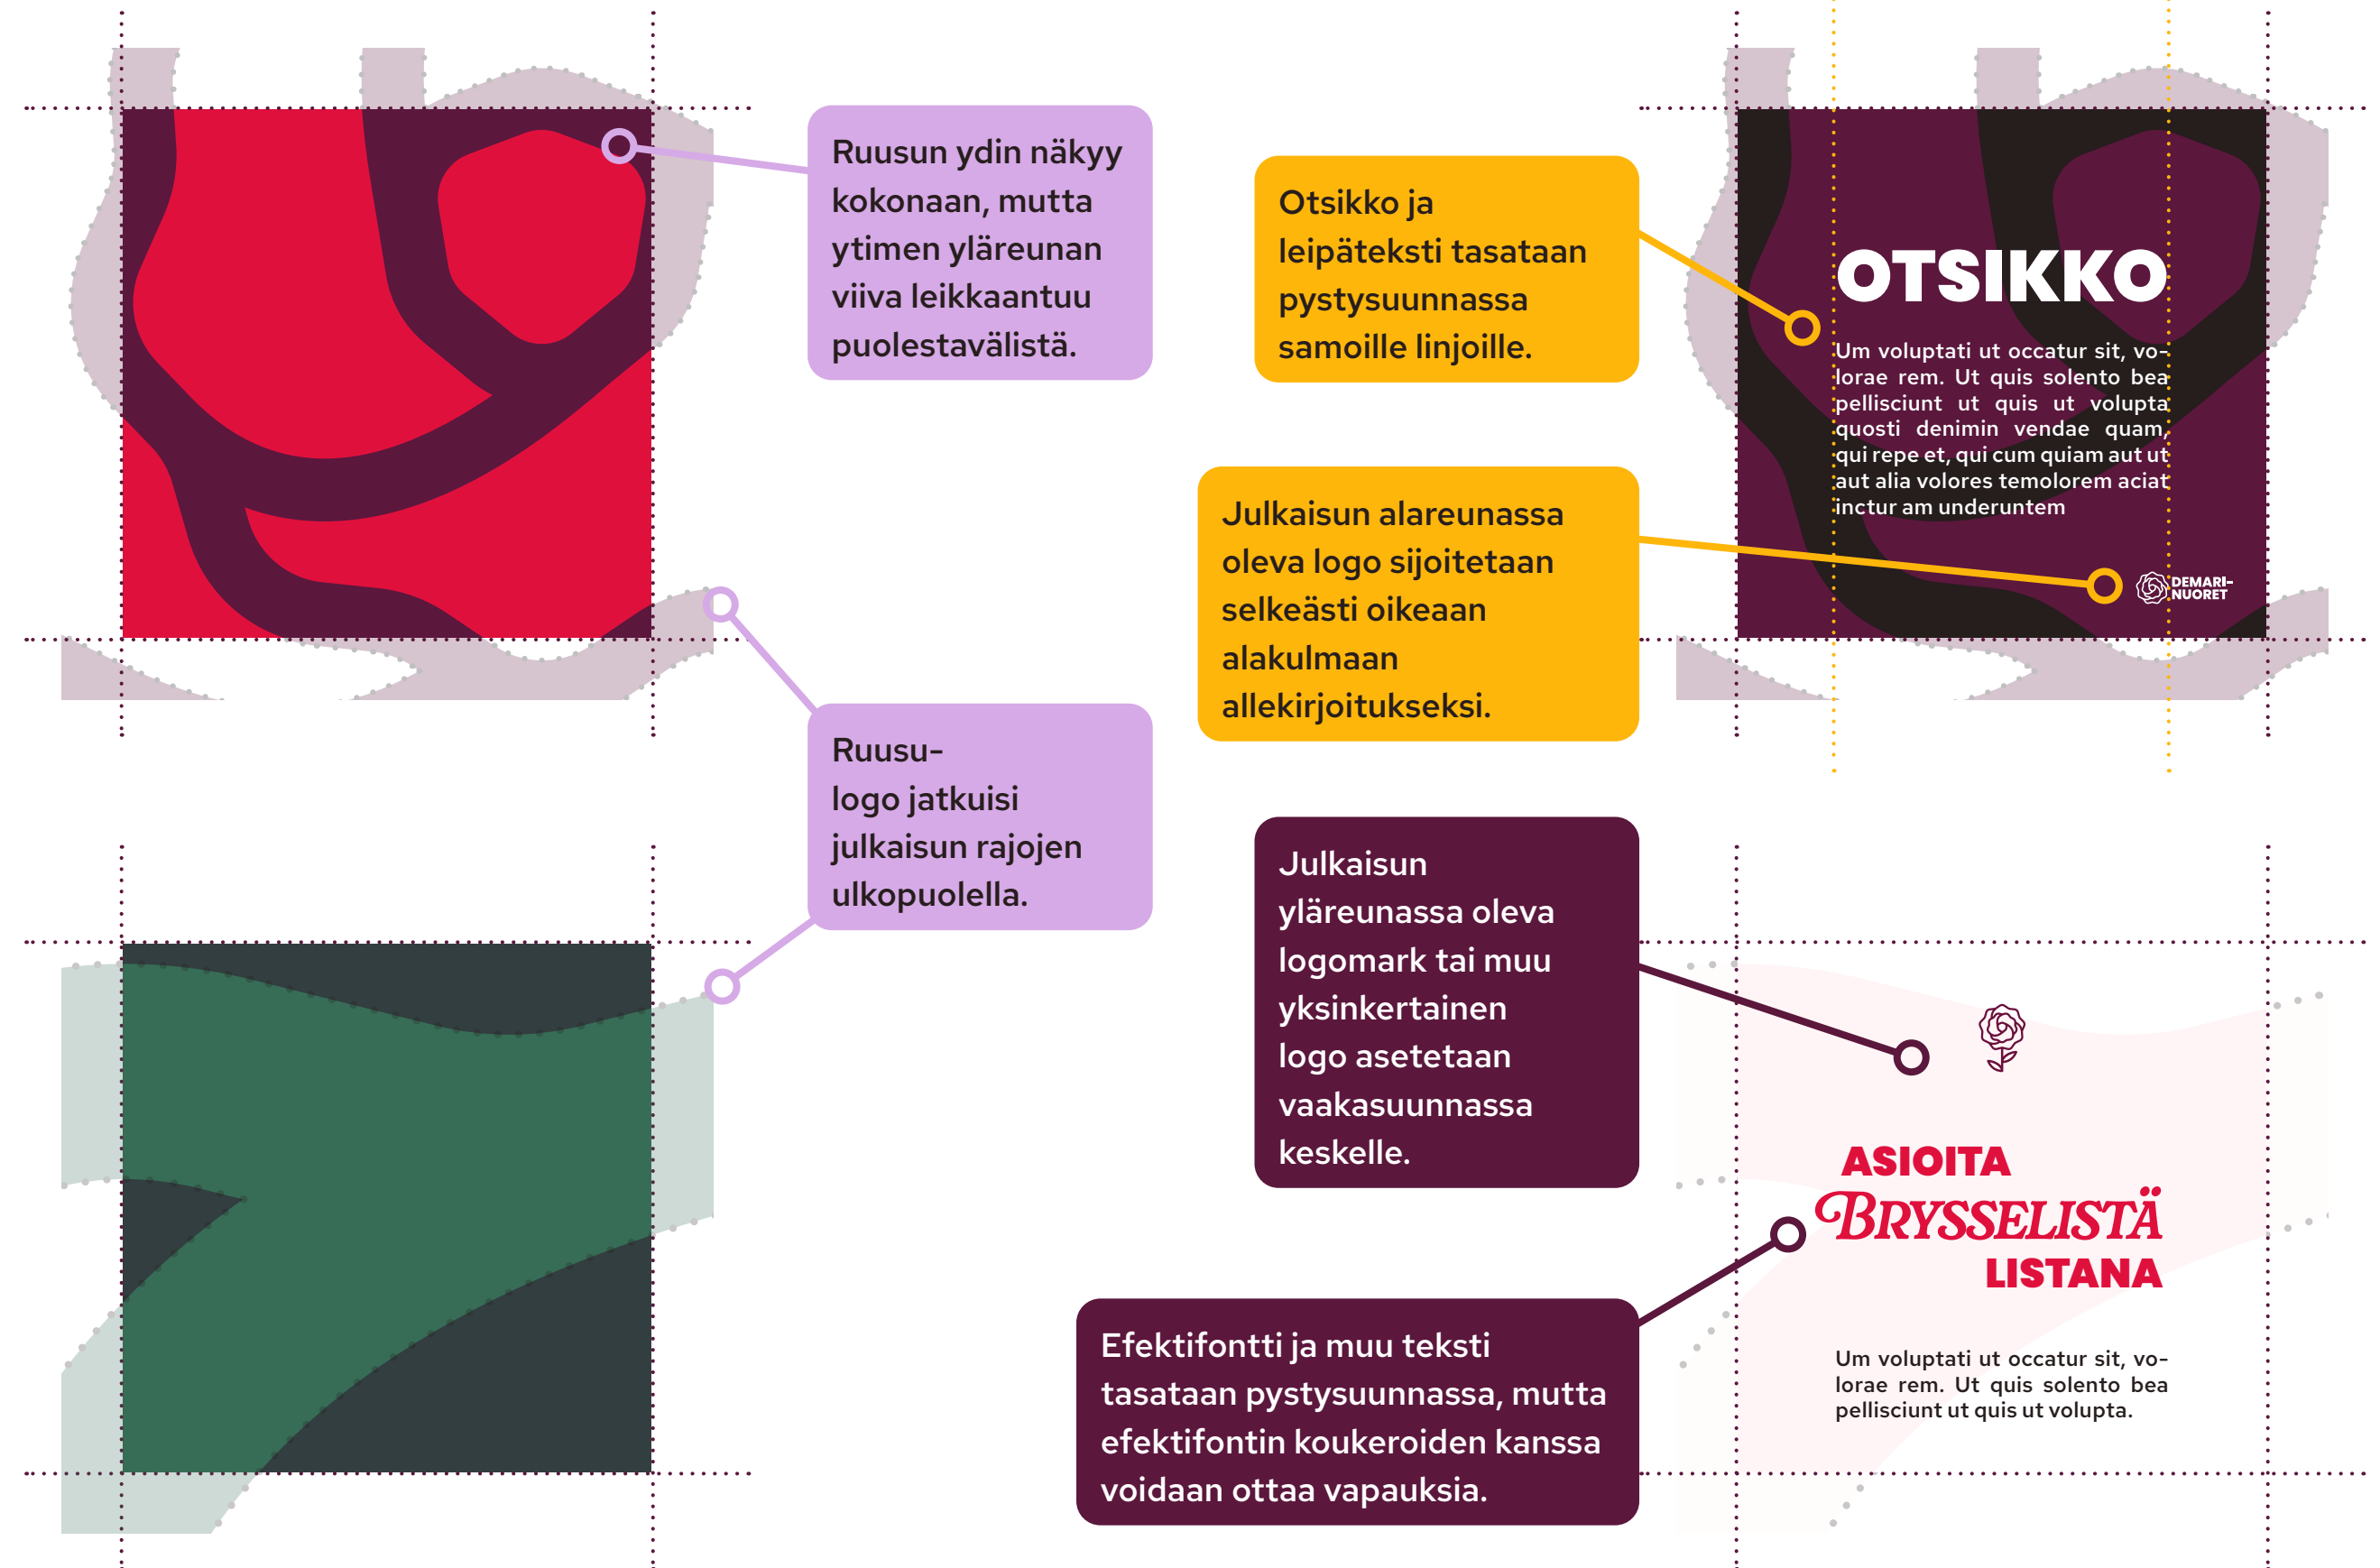 Ruusun ydin näkyy
kokonaan, mutta
ytimen yläreunan
viiva leikkaantuu
puolestavälistä.
Otsikko ja
leipäteksti tasataan
pystysuunnassa
samoille linjoille.
OTSIKKO
Um voluptati ut occatur sit, vo-
lorae rem. Ut quis solento bea
pellisciunt ut quis ut volupta
quosti denimin vendae quam,
qui repe et, qui cum quiam aut ut
aut alia volores temolorem aciat
inctur am underuntem
DEMARI-
NUORET
Julkaisun alareunassa
oleva logo sijoitetaan
selkeästi oikeaan
alakulmaan
allekirjoitukseksi.
Ruusu-
logo jatkuisi
julkaisun rajojen
ulkopuolella.
Julkaisun
yläreunassa oleva
logomark tai muu
yksinkertainen
logo asetetaan
vaakasuunnassa
keskelle.
ASIOITA
BRYSSELISTÄ
LISTANA
Um voluptati ut occatur sit, vo-
lorae rem. Ut quis solento bea
pellisciunt ut quis ut volupta.
Efektifontti ja muu teksti
tasataan pystysuunnassa, mutta
efektifontin koukeroiden kanssa
voidaan ottaa vapauksia.